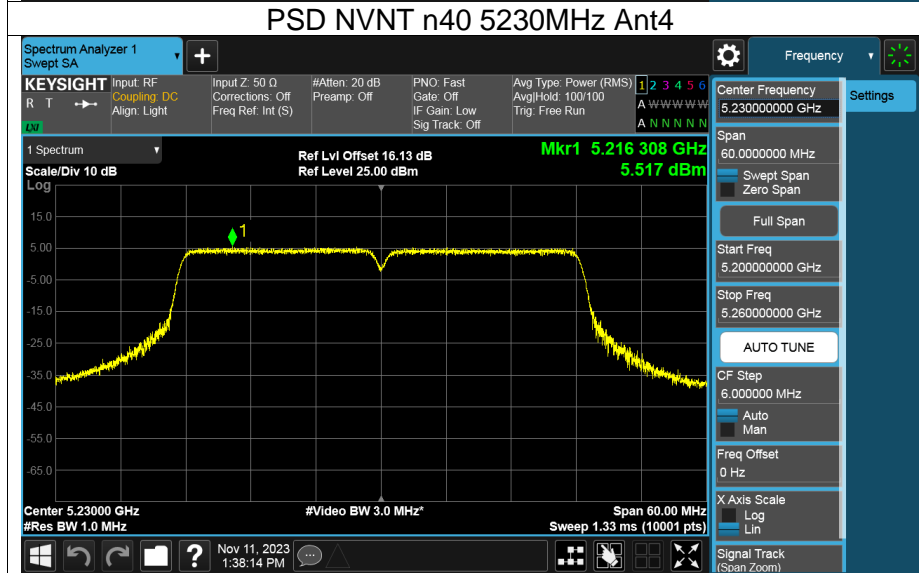 PSD NVNT n40 5230MHz Ant4
Spectrum Analyzer 1
Swept SA
+
Frequency
KEYSIGHT
R T
LXI
Input: RF
Coupling: DC
Align: Light
Input Z: 50 Ω
Corrections: Off
Freq Ref: Int (S)
#Atten: 20 dB
Preamp: Off
PNO: Fast
Gate: Off
IF Gain: Low
Sig Track: Off
Avg Type: Power (RMS)
Avg|Hold: 100/100
Trig: Free Run
1 2 3 4 5 6
A W W W W W
A N N N N N
1 Spectrum
Scale/Div 10 dB
Log
Ref Lvl Offset 16.13 dB
Ref Level 25.00 dBm
Mkr1 5.216 308 GHz
5.517 dBm
1
15.0
5.00
-5.00
-15.0
-25.0
-35.0
-45.0
-55.0
-65.0
Center 5.23000 GHz
#Res BW 1.0 MHz
#Video BW 3.0 MHz*
Span 60.00 MHz
Sweep 1.33 ms (10001 pts)
Center Frequency
5.230000000 GHz
Settings
Span
60.0000000 MHz
Swept Span
Zero Span
Full Span
Start Freq
5.200000000 GHz
Stop Freq
5.260000000 GHz
AUTO TUNE
CF Step
6.000000 MHz
Auto
Man
Freq Offset
0 Hz
X Axis Scale
Log
Lin
Signal Track
(Span Zoom)
?
Nov 11, 2023
1:38:14 PM